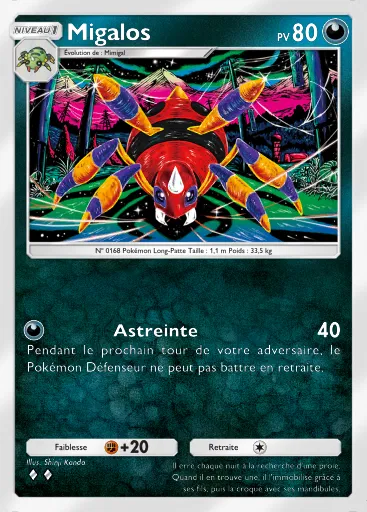 NIVEAU 1
Migalos
PV 80
Évolution de : Mimigal
N° 0168 Pokémon Long-Patte Taille : 1,1 m Poids : 33,5 kg
Astreinte 40
Pendant le prochain tour de votre adversaire, le
Pokémon Défenseur ne peut pas battre en retraite.
Faiblesse +20 Retraite
Illus. Shinji Kanda
Il erre chaque nuit à la recherche d'une proie.
Quand il en trouve une, il l'immobilise grâce à
ses fils, puis la croque avec ses mandibules.